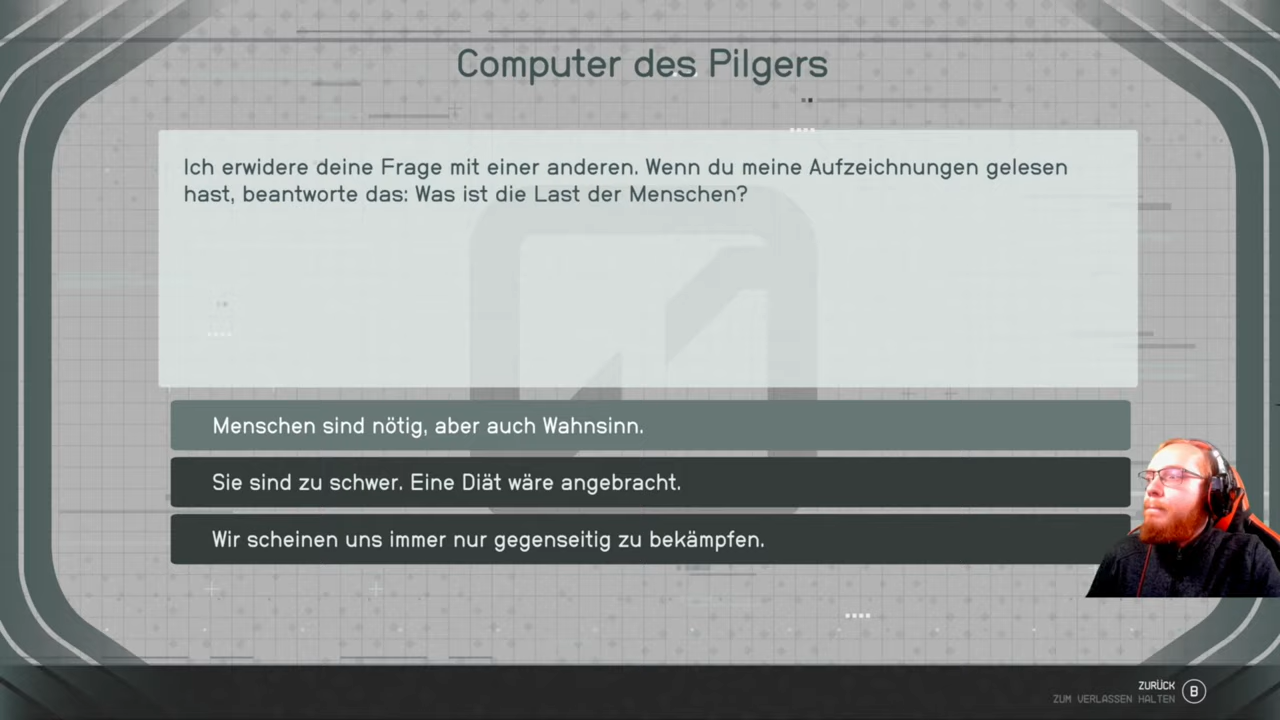 Computer des Pilgers
Ich erwidere deine Frage mit einer anderen. Wenn du meine Aufzeichnungen gelesen
hast, beantworte das: Was ist die Last der Menschen?
Menschen sind nötig, aber auch Wahnsinn.
Sie sind zu schwer. Eine Diät wäre angebracht.
Wir scheinen uns immer nur gegenseitig zu bekämpfen.
ZURÜCK
ZUM VERLASSEN HALTEN
B